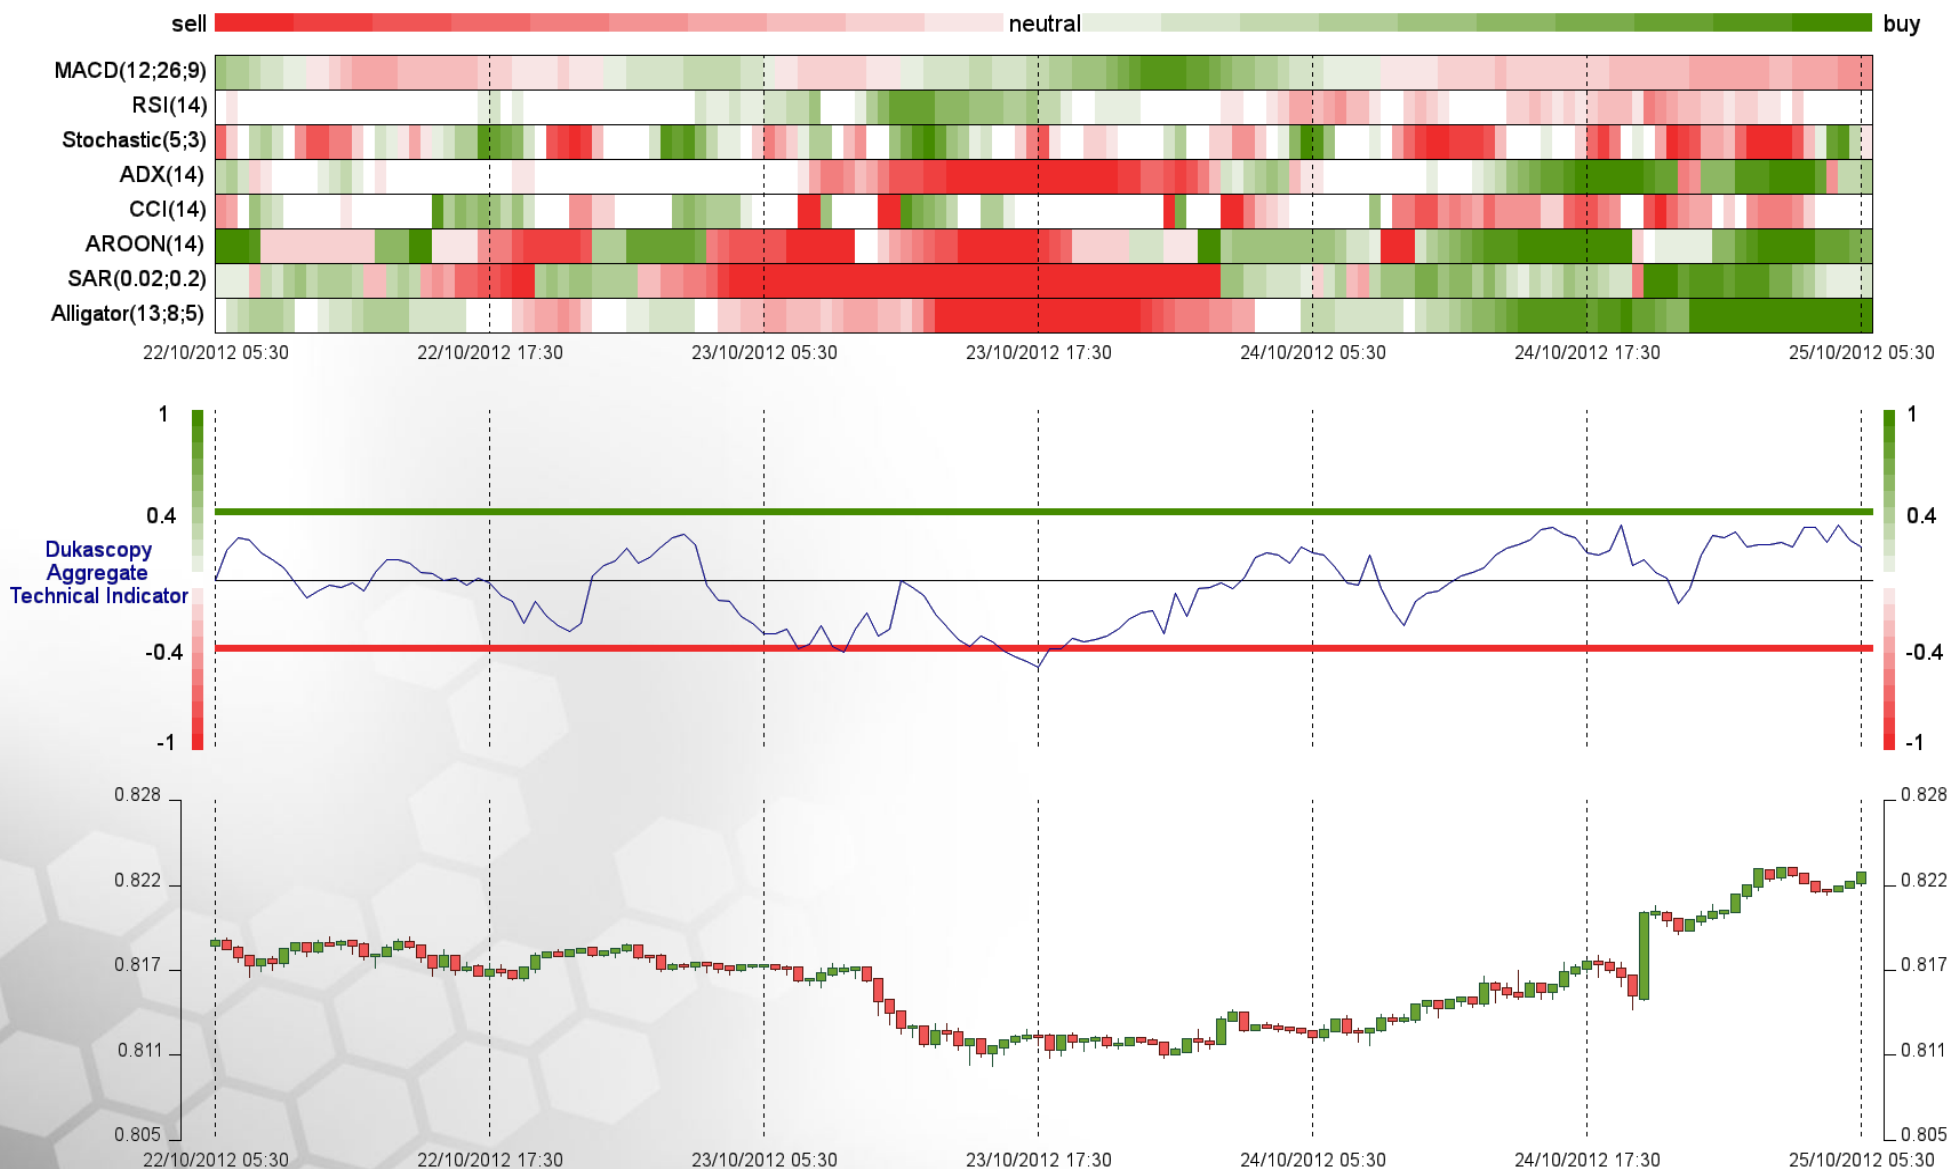 sell neutral buy
MACD(12;26;9)
RSI(14)
Stochastic(5;3)
ADX(14)
CCI(14)
AROON(14)
SAR(0.02;0.2)
Alligator(13;8;5)
22/10/2012 05:30 22/10/2012 17:30 23/10/2012 05:30 23/10/2012 17:30 24/10/2012 05:30 24/10/2012 17:30 25/10/2012 05:30
1 1
0.4 0.4
Dukascopy
Aggregate
Technical Indicator
-0.4 -0.4
-1 -1
0.828 0.828
0.822 0.822
0.817 0.817
0.811 0.811
0.805 0.805
22/10/2012 05:30 22/10/2012 17:30 23/10/2012 05:30 23/10/2012 17:30 24/10/2012 05:30 24/10/2012 17:30 25/10/2012 05:30